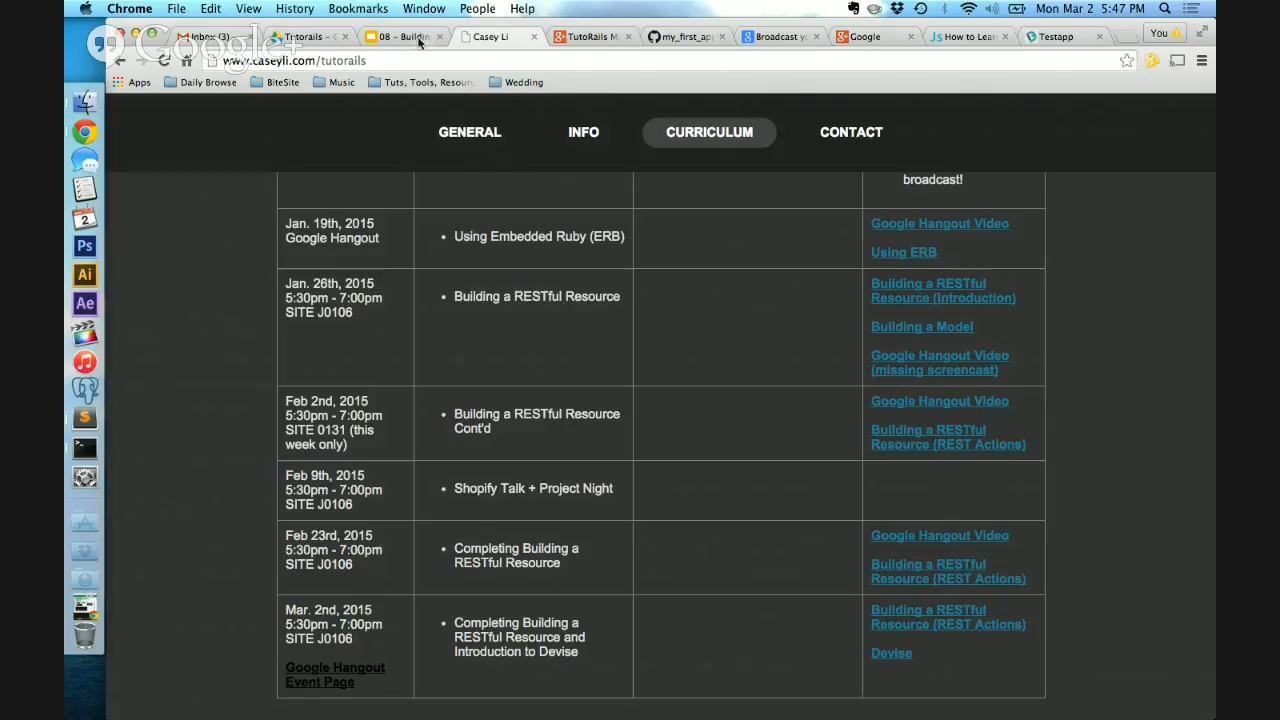 Chrome File Edit View History Bookmarks Window People Help Mon Mar 2 5:47 PM
Inbox (3) Tutorails - 08 - Buildin Casey Li TutoRails M my_first_ap Broadcast y Google How to Lear Testapp You
Google+
www.caseyli.com/tutorails
Apps Daily Browse BiteSite Music Tuts, Tools, Resour Wedding
GENERAL INFO CURRICULUM CONTACT
broadcast!
Jan. 19th, 2015
Google Hangout
• Using Embedded Ruby (ERB)
Google Hangout Video
Using ERB
Jan. 26th, 2015
5:30pm - 7:00pm
SITE J0106
• Building a RESTful Resource
Building a RESTful
Resource (Introduction)
Building a Model
Google Hangout Video
(missing screencast)
Feb 2nd, 2015
5:30pm - 7:00pm
SITE 0131 (this
week only)
• Building a RESTful Resource
Cont'd
Google Hangout Video
Building a RESTful
Resource (REST Actions)
Feb 9th, 2015
5:30pm - 7:00pm
SITE J0106
• Shopify Talk + Project Night
Feb 23rd, 2015
5:30pm - 7:00pm
SITE J0106
• Completing Building a
RESTful Resource
Google Hangout Video
Building a RESTful
Resource (REST Actions)
Mar. 2nd, 2015
5:30pm - 7:00pm
SITE J0106
Google Hangout
Event Page
• Completing Building a
RESTful Resource and
Introduction to Devise
Building a RESTful
Resource (REST Actions)
Devise
2
Ps
Ai
Ae